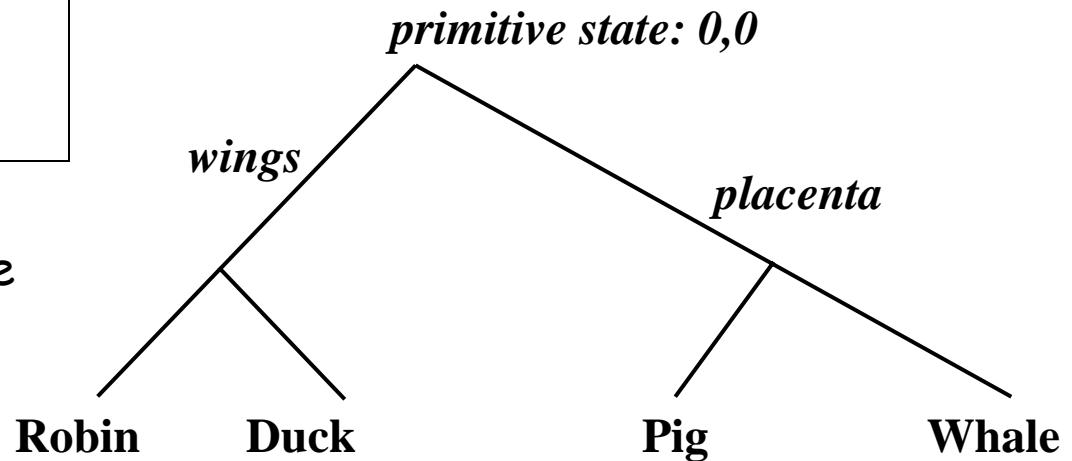 primitive state: 0,0
wings
placenta
e
Robin Duck Pig Whale